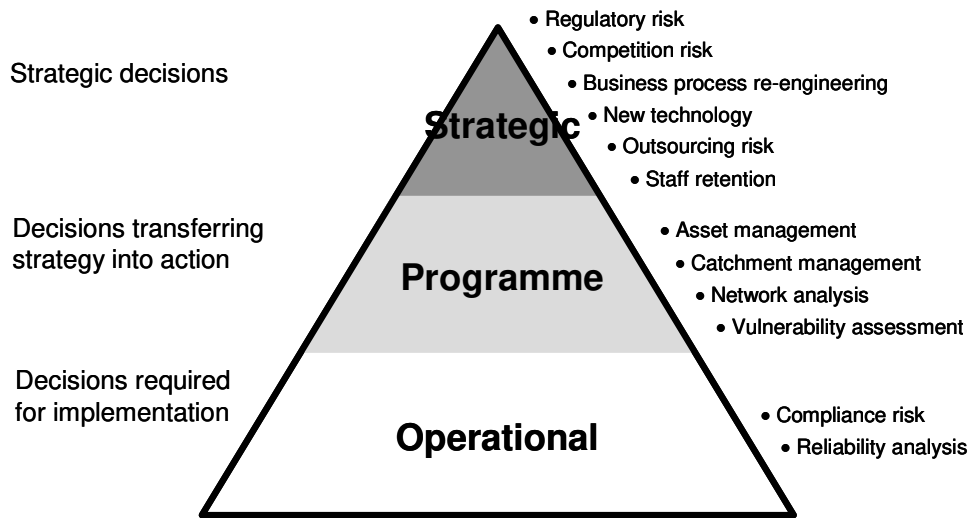 Strategic decisions
Strategic
• Regulatory risk
• Competition risk
• Business process re-engineering
• New technology
• Outsourcing risk
• Staff retention
Decisions transferring
strategy into action
Programme
• Asset management
• Catchment management
• Network analysis
• Vulnerability assessment
Decisions required
for implementation
Operational
• Compliance risk
• Reliability analysis